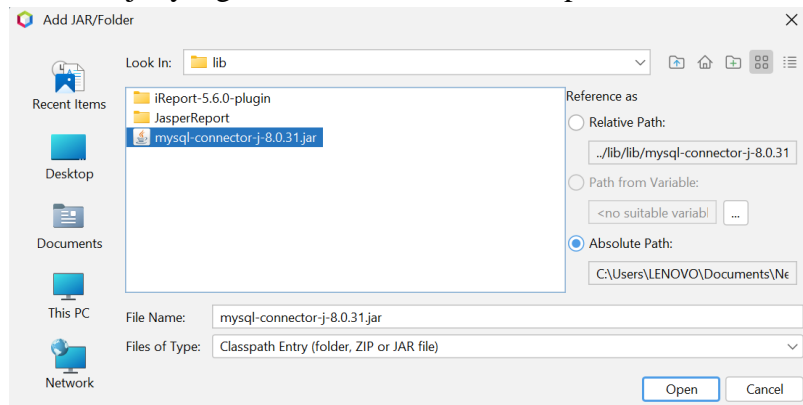 Add JAR/Folder
Look In: lib
Recent Items
Desktop
Documents
This PC
Network
iReport-5.6.0-plugin
JasperReport
mysql-connector-j-8.0.31.jar
Reference as
Relative Path:
../lib/lib/mysql-connector-j-8.0.31
Path from Variable:
<no suitable variabl ...
Absolute Path:
C:\Users\LENOVO\Documents\Ne
File Name: mysql-connector-j-8.0.31.jar
Files of Type: Classpath Entry (folder, ZIP or JAR file)
Open Cancel